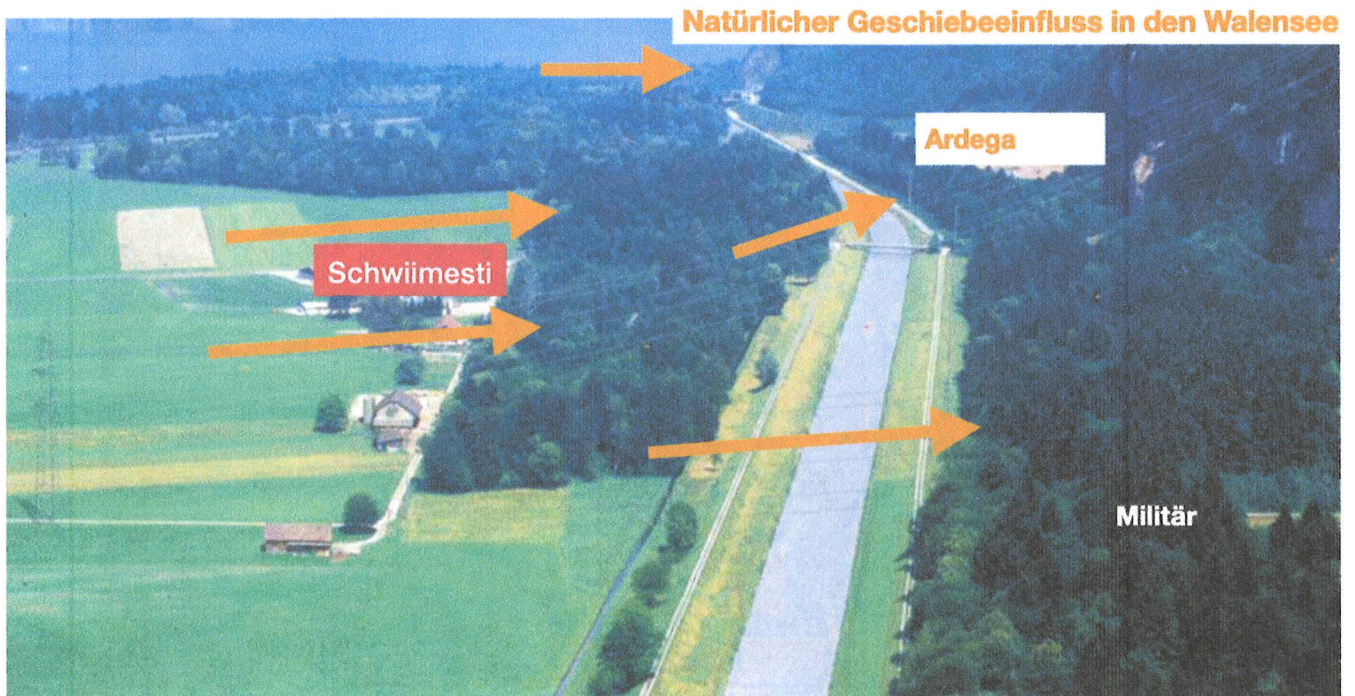 Natürlicher Geschiebeeinfluss in den Walensee
Ardega
Schwiimesti
Militär